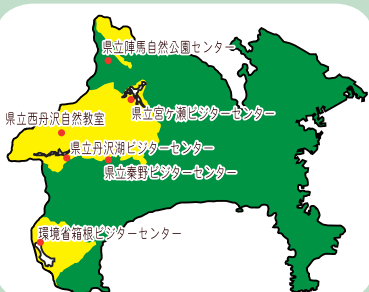 県立陣馬自然公園センター
県立宮ケ瀬ビジターセンター
県立西丹沢自然教室
県立丹沢湖ビジターセンター
県立秦野ビジターセンター
環境省箱根ビジターセンター